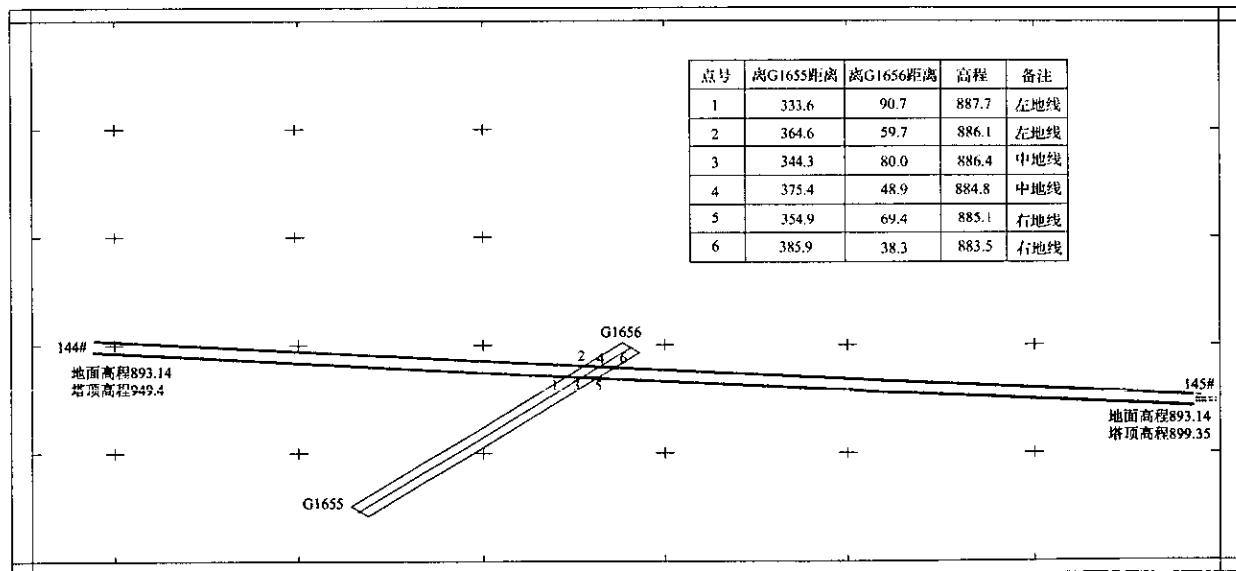 点号 离G1655距离 离G1656距离 高程 备注
1 333.6 90.7 887.7 左地线
2 364.6 59.7 886.1 左地线
3 344.3 80.0 886.4 中地线
4 375.4 48.9 884.8 中地线
5 354.9 69.4 885.1 右地线
6 385.9 38.3 883.5 右地线
G1656
144#
2 4 6
地面高程893.14
塔顶高程949.4
1 3 5
145#
地面高程893.14
塔顶高程899.35
G1655